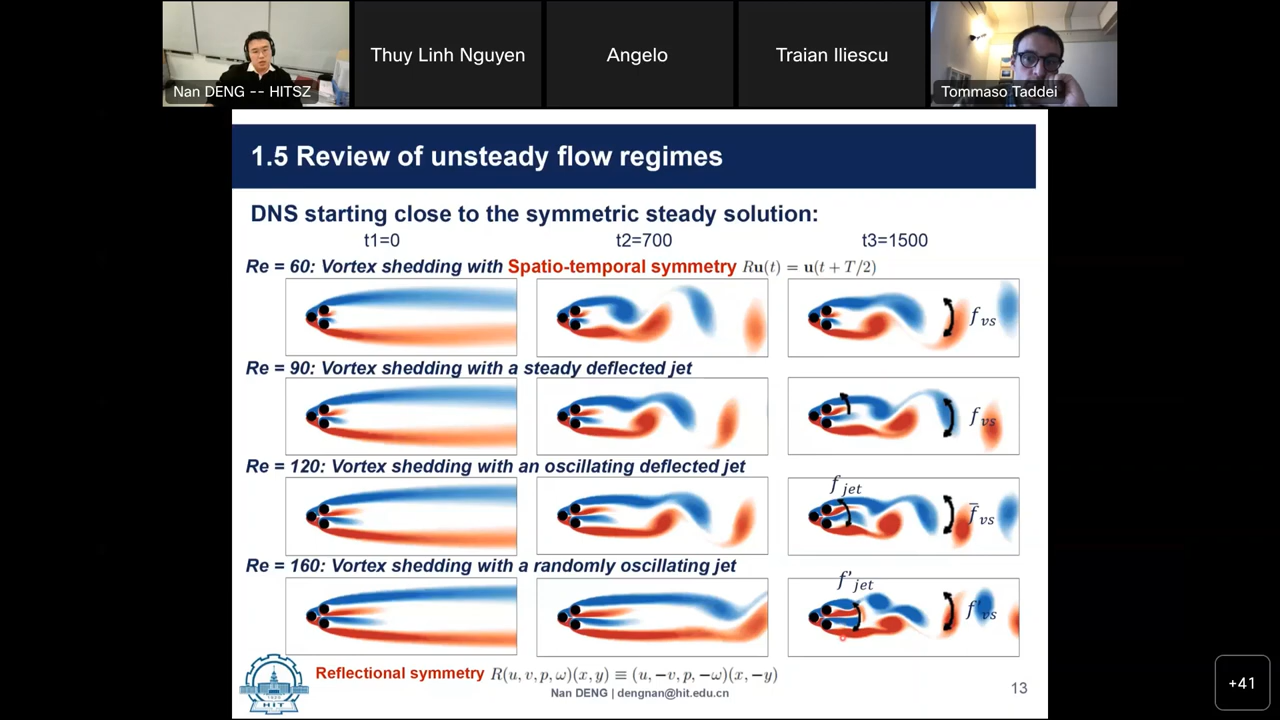 Nan DENG -- HITSZ
Thuy Linh Nguyen
Angelo
Traian Iliescu
Tommaso Taddei
1.5 Review of unsteady flow regimes
DNS starting close to the symmetric steady solution:
t1=0 t2=700 t3=1500
Re = 60: Vortex shedding with Spatio-temporal symmetry Ru(t) = u(t + T/2)
f_vs
Re = 90: Vortex shedding with a steady deflected jet
f_vs
Re = 120: Vortex shedding with an oscillating deflected jet
f_jet
f̄_vs
Re = 160: Vortex shedding with a randomly oscillating jet
f'_jet
f'_vs
Reflectional symmetry R(u, v, p, ω)(x, y) ≡ (u, −v, p, −ω)(x, −y)
HIT
Nan DENG | dengnan@hit.edu.cn
13
+41